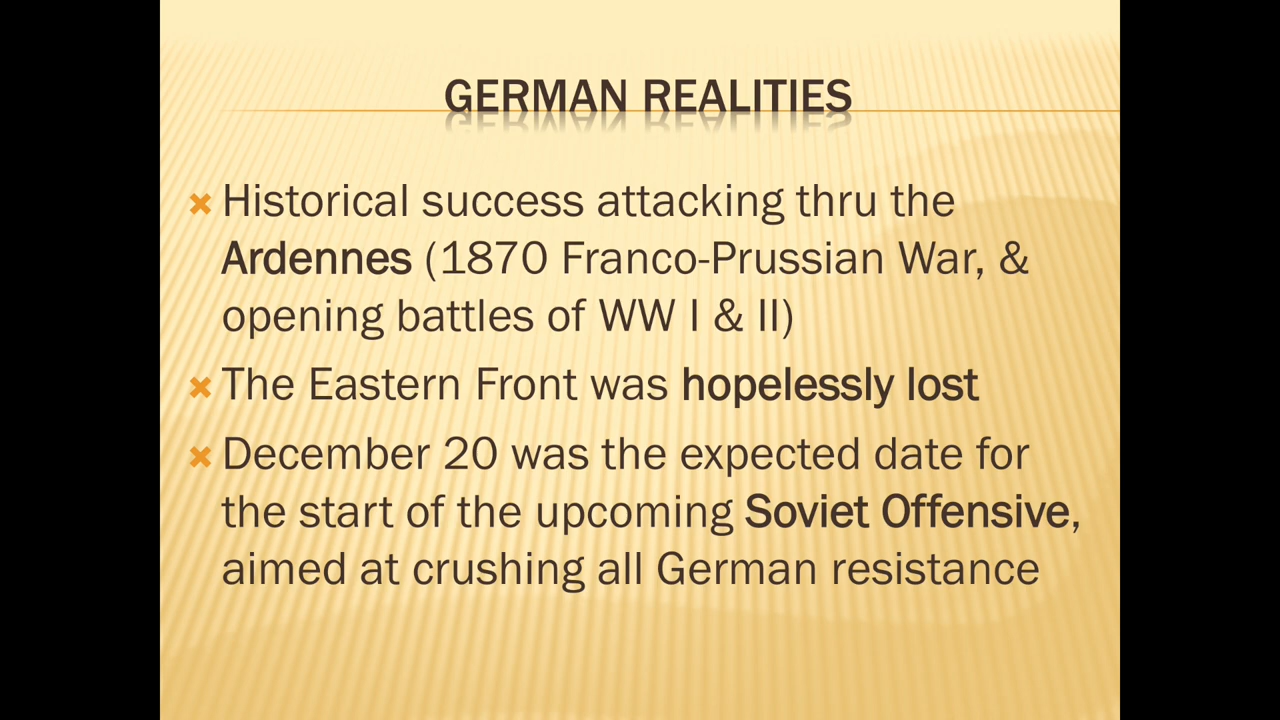 GERMAN REALITIES
Historical success attacking thru the
Ardennes (1870 Franco-Prussian War, &
opening battles of WW I & II)
The Eastern Front was hopelessly lost
December 20 was the expected date for
the start of the upcoming Soviet Offensive,
aimed at crushing all German resistance